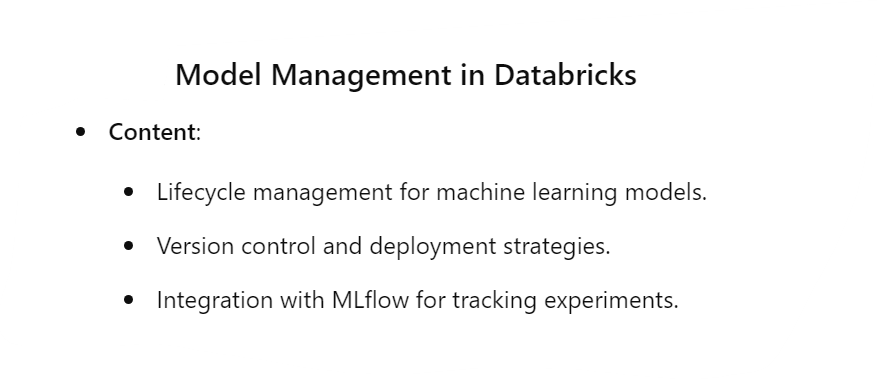 Model Management in Databricks
• Content:
• Lifecycle management for machine learning models.
• Version control and deployment strategies.
• Integration with MLflow for tracking experiments.